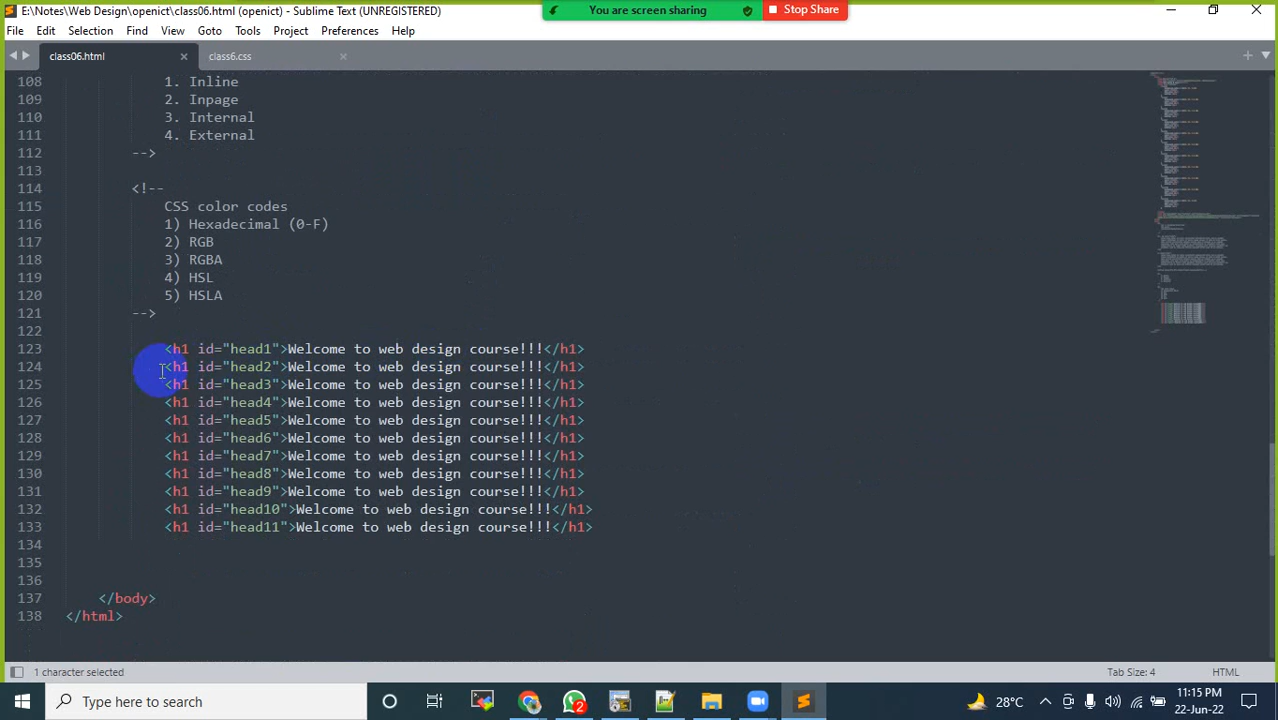 E:\Notes\Web Design\openict\class06.html (openict) - Sublime Text (UNREGISTERED)
You are screen sharing
Stop Share
File Edit Selection Find View Goto Tools Project Preferences Help
class06.html class6.css
108 1. Inline
109 2. Inpage
110 3. Internal
111 4. External
112 -->
113
114 <!--
115 CSS color codes
116 1) Hexadecimal (0-F)
117 2) RGB
118 3) RGBA
119 4) HSL
120 5) HSLA
121 -->
122
123 <h1 id="head1">Welcome to web design course!!!</h1>
124 <h1 id="head2">Welcome to web design course!!!</h1>
125 <h1 id="head3">Welcome to web design course!!!</h1>
126 <h1 id="head4">Welcome to web design course!!!</h1>
127 <h1 id="head5">Welcome to web design course!!!</h1>
128 <h1 id="head6">Welcome to web design course!!!</h1>
129 <h1 id="head7">Welcome to web design course!!!</h1>
130 <h1 id="head8">Welcome to web design course!!!</h1>
131 <h1 id="head9">Welcome to web design course!!!</h1>
132 <h1 id="head10">Welcome to web design course!!!</h1>
133 <h1 id="head11">Welcome to web design course!!!</h1>
134
135
136
137 </body>
138 </html>
1 character selected
Tab Size: 4
HTML
Type here to search
2
28°C
11:15 PM
22-Jun-22